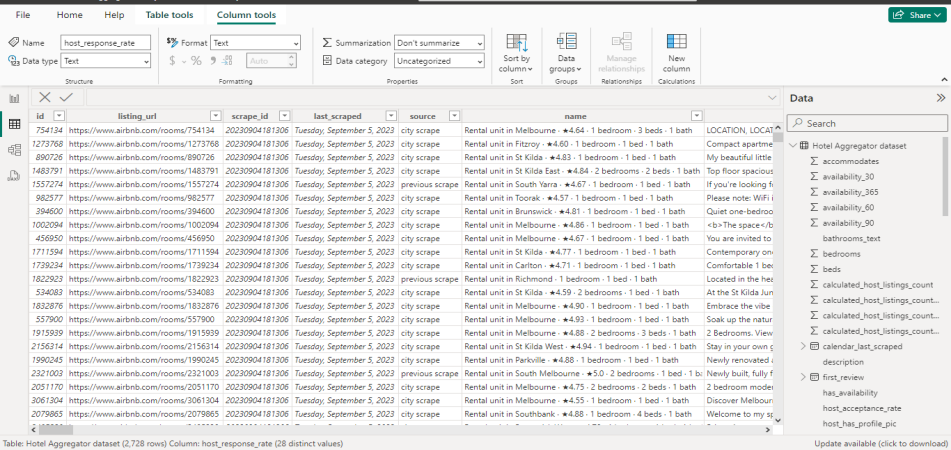 File Home Help Table tools Column tools Share
Name host_response_rate
Data type Text
Structure
Format Text
$ % Auto
Formatting
Summarization Don't summarize
Data category Uncategorized
Properties
Sort by
column
Sort
Data
groups
Groups
Manage
relationships
Relationships
New
column
Calculations
id listing_url scrape_id last_scraped source name
754134 https://www.airbnb.com/rooms/754134 20230904181306 Tuesday, September 5, 2023 city scrape Rental unit in Melbourne · ★4.64 · 1 bedroom · 3 beds · 1 bath LOCATION, LOCAT
1273768 https://www.airbnb.com/rooms/1273768 20230904181306 Tuesday, September 5, 2023 city scrape Rental unit in Fitzroy · ★4.60 · 1 bedroom · 1 bed · 1 bath Compact apartme
890726 https://www.airbnb.com/rooms/890726 20230904181306 Tuesday, September 5, 2023 city scrape Rental unit in St Kilda · ★4.83 · 1 bedroom · 1 bed · 1 bath My beautiful little
1483791 https://www.airbnb.com/rooms/1483791 20230904181306 Tuesday, September 5, 2023 city scrape Rental unit in St Kilda East · ★4.84 · 2 bedrooms · 2 beds · 1 bath Top floor spacious
1557274 https://www.airbnb.com/rooms/1557274 20230904181306 Tuesday, September 5, 2023 previous scrape Rental unit in South Yarra · ★4.67 · 1 bedroom · 1 bed · 1 bath If you're looking f
982577 https://www.airbnb.com/rooms/982577 20230904181306 Tuesday, September 5, 2023 city scrape Rental unit in Toorak · ★4.57 · 1 bedroom · 1 bed · 1 bath Please note: WiFi i
394600 https://www.airbnb.com/rooms/394600 20230904181306 Tuesday, September 5, 2023 city scrape Rental unit in Brunswick · ★4.81 · 1 bedroom · 1 bed · 1 bath Quiet one-bedroo
1002094 https://www.airbnb.com/rooms/1002094 20230904181306 Tuesday, September 5, 2023 city scrape Rental unit in Melbourne · ★4.86 · 1 bedroom · 1 bed · 1 bath <b>The space</b
456950 https://www.airbnb.com/rooms/456950 20230904181306 Tuesday, September 5, 2023 city scrape Rental unit in Melbourne · ★4.67 · 1 bedroom · 1 bed · 1 bath You are invited to
1711594 https://www.airbnb.com/rooms/1711594 20230904181306 Tuesday, September 5, 2023 city scrape Rental unit in St Kilda · ★4.77 · 1 bedroom · 1 bed · 1 bath Contemporary on
1739234 https://www.airbnb.com/rooms/1739234 20230904181306 Tuesday, September 5, 2023 city scrape Rental unit in Carlton · ★4.71 · 1 bedroom · 1 bed · 1 bath Comfortable 1 be
1822923 https://www.airbnb.com/rooms/1822923 20230904181306 Tuesday, September 5, 2023 previous scrape Rental unit in Richmond · 1 bedroom · 1 bed · 1 bath Located in the hea
534083 https://www.airbnb.com/rooms/534083 20230904181306 Tuesday, September 5, 2023 city scrape Rental unit in St Kilda · ★4.59 · 2 bedrooms · 2 beds · 1 bath At the St Kilda Jun
1832876 https://www.airbnb.com/rooms/1832876 20230904181306 Tuesday, September 5, 2023 city scrape Rental unit in Melbourne · ★4.90 · 1 bedroom · 1 bed · 1 bath Embrace the vibe
557900 https://www.airbnb.com/rooms/557900 20230904181306 Tuesday, September 5, 2023 city scrape Rental unit in Melbourne · ★4.93 · 1 bedroom · 1 bed · 1 bath Soak up the natur
1915939 https://www.airbnb.com/rooms/1915939 20230904181306 Tuesday, September 5, 2023 city scrape Rental unit in Melbourne · ★4.88 · 2 bedrooms · 3 beds · 1 bath 2 Bedrooms. View
2156314 https://www.airbnb.com/rooms/2156314 20230904181306 Tuesday, September 5, 2023 city scrape Rental unit in St Kilda West · ★4.94 · 1 bedroom · 1 bed · 1 bath Stay in your own g
1990245 https://www.airbnb.com/rooms/1990245 20230904181306 Tuesday, September 5, 2023 city scrape Rental unit in Parkville · ★4.88 · 1 bedroom · 1 bed · 1 bath Newly renovated a
2321003 https://www.airbnb.com/rooms/2321003 20230904181306 Tuesday, September 5, 2023 previous scrape Rental unit in South Melbourne · ★5.0 · 2 bedrooms · 1 bed · 1 ba Newly built, fully f
2051170 https://www.airbnb.com/rooms/2051170 20230904181306 Tuesday, September 5, 2023 city scrape Rental unit in Melbourne · ★4.75 · 2 bedrooms · 2 beds · 1 bath 2 bedroom moder
3061304 https://www.airbnb.com/rooms/3061304 20230904181306 Tuesday, September 5, 2023 city scrape Rental unit in Melbourne · ★4.55 · 1 bedroom · 1 bed · 1 bath Discover Melbour
2079865 https://www.airbnb.com/rooms/2079865 20230904181306 Tuesday, September 5, 2023 city scrape Rental unit in Southbank · ★4.88 · 1 bedroom · 4 beds · 1 bath Welcome to my sp
Data
Search
Hotel Aggregator dataset
accommodates
availability_30
availability_365
availability_60
availability_90
bathrooms_text
bedrooms
beds
calculated_host_listings_count
calculated_host_listings_count...
calculated_host_listings_count...
calculated_host_listings_count...
calendar_last_scraped
description
first_review
has_availability
host_acceptance_rate
host_has_profile_pic
Table: Hotel Aggregator dataset (2,728 rows) Column: host_response_rate (28 distinct values)
Update available (click to download)